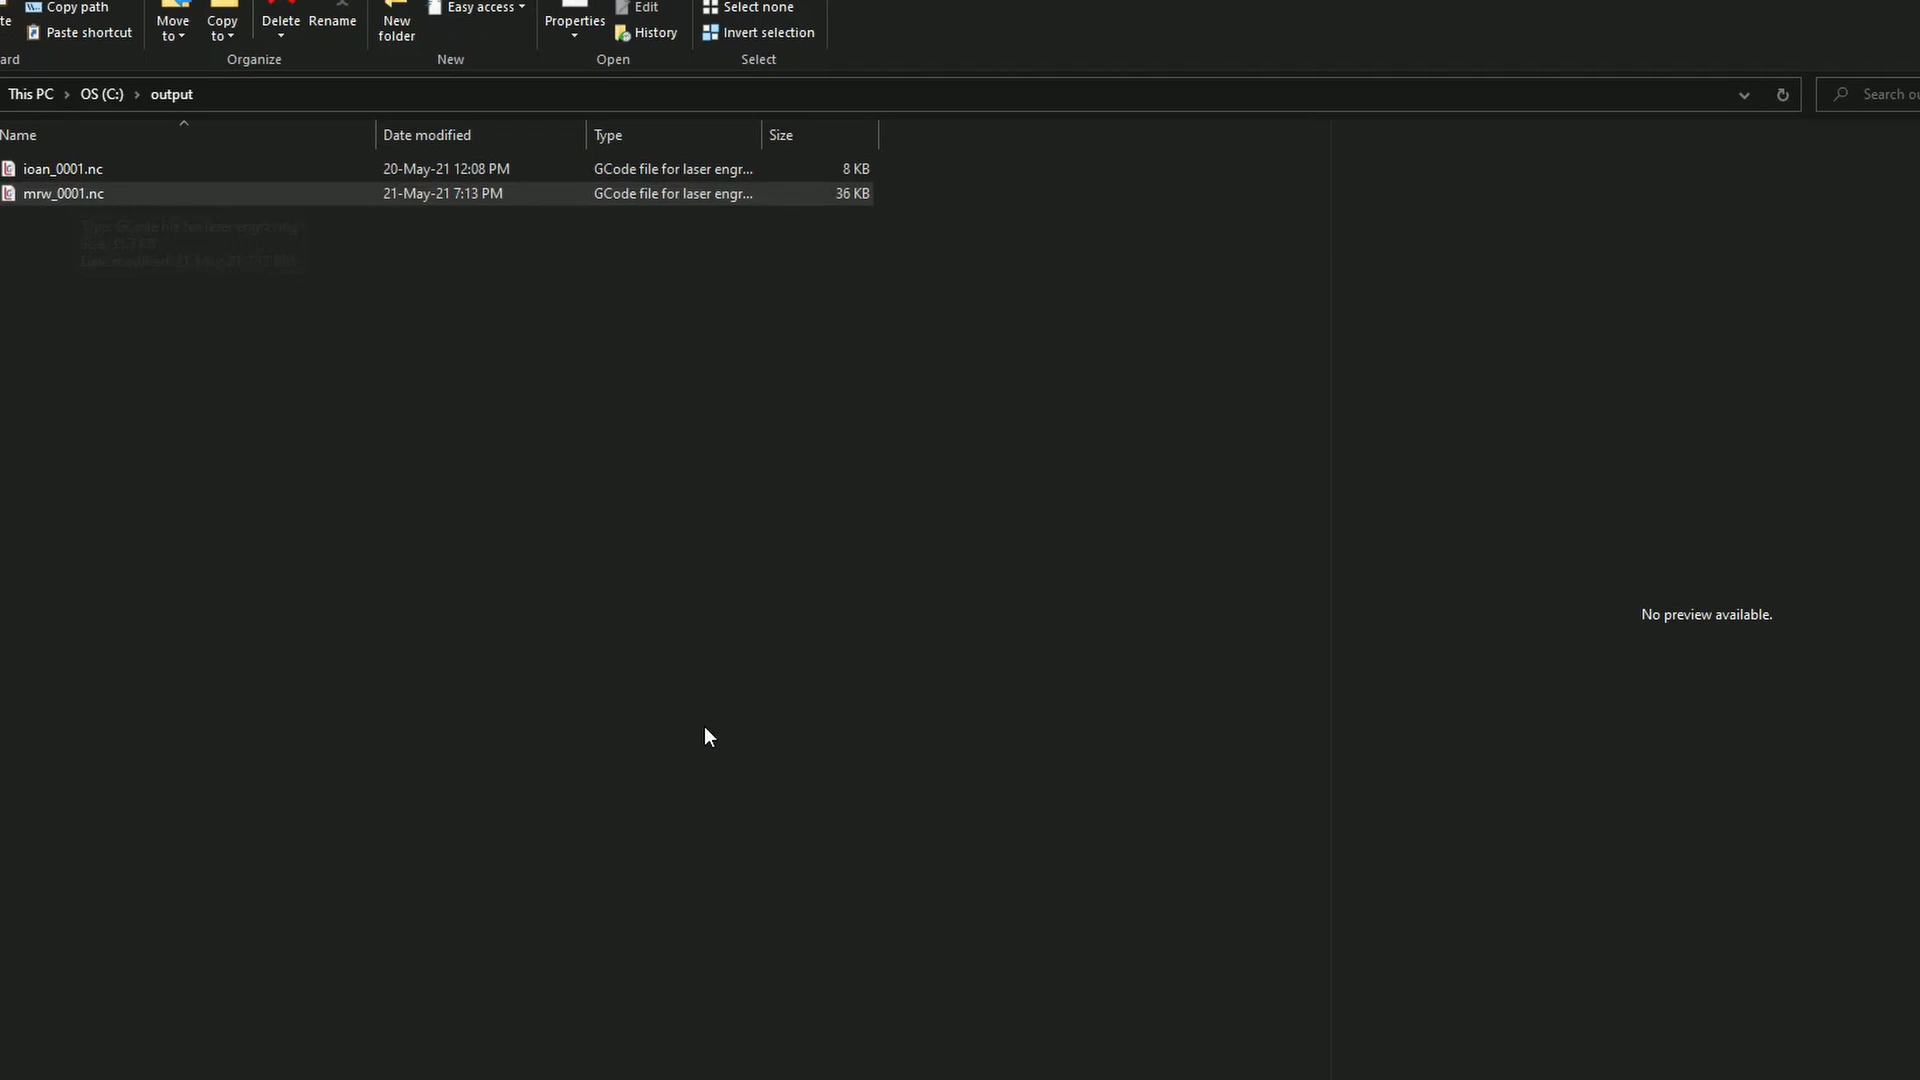 Copy path
Paste shortcut
Move to
Copy to
Delete
Rename
New folder
Easy access
Properties
Edit
History
Select none
Invert selection
ard
Organize
New
Open
Select
This PC > OS (C:) > output
Search ou
Name
Date modified
Type
Size
ioan_0001.nc 20-May-21 12:08 PM GCode file for laser engr... 8 KB
mrw_0001.nc 21-May-21 7:13 PM GCode file for laser engr... 36 KB
No preview available.